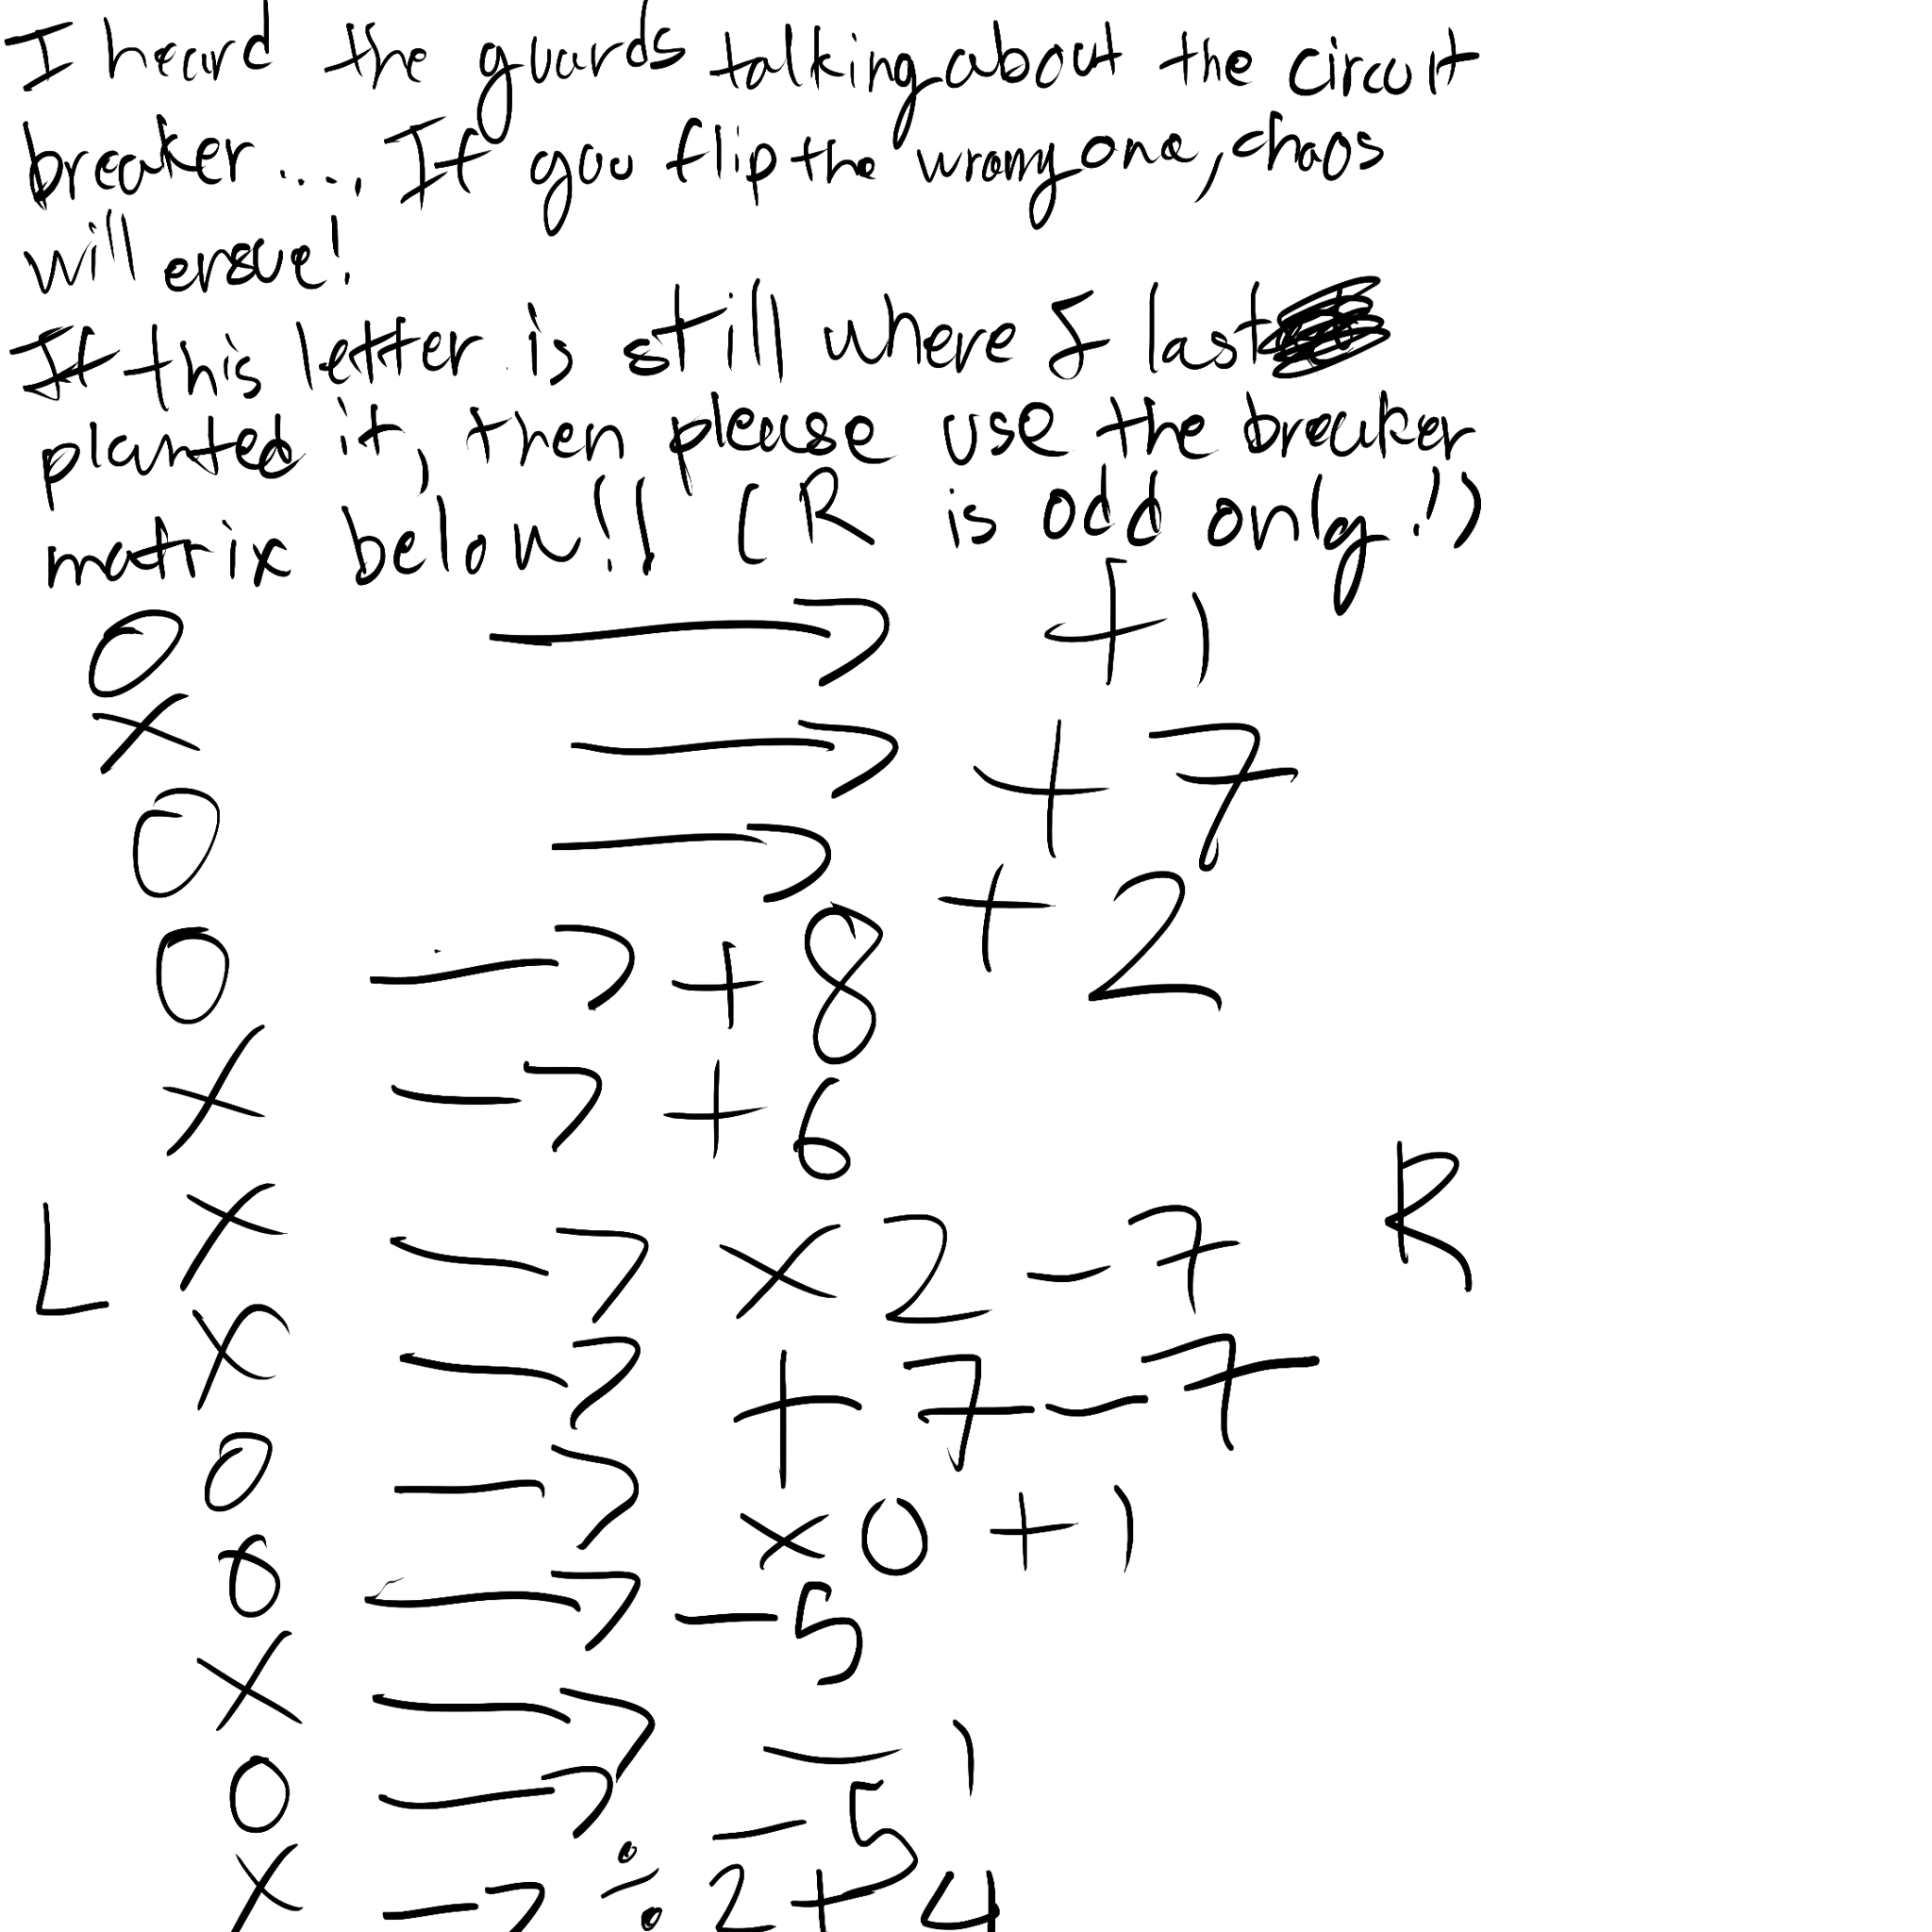 I heard the guards talking about the circuit
breaker.... If you flip the wrong one, chaos
will ensue!
If this letter is still where I last
planted it, then please use the breaker
matrix below!! (R is odd only!)
O → +1
X → +7
O → +2
O → +8
X → +6
L X → x2-7 R
X → +7-7
O → x0+1
O → -5
X → -1
O → -5
X → ÷2+4